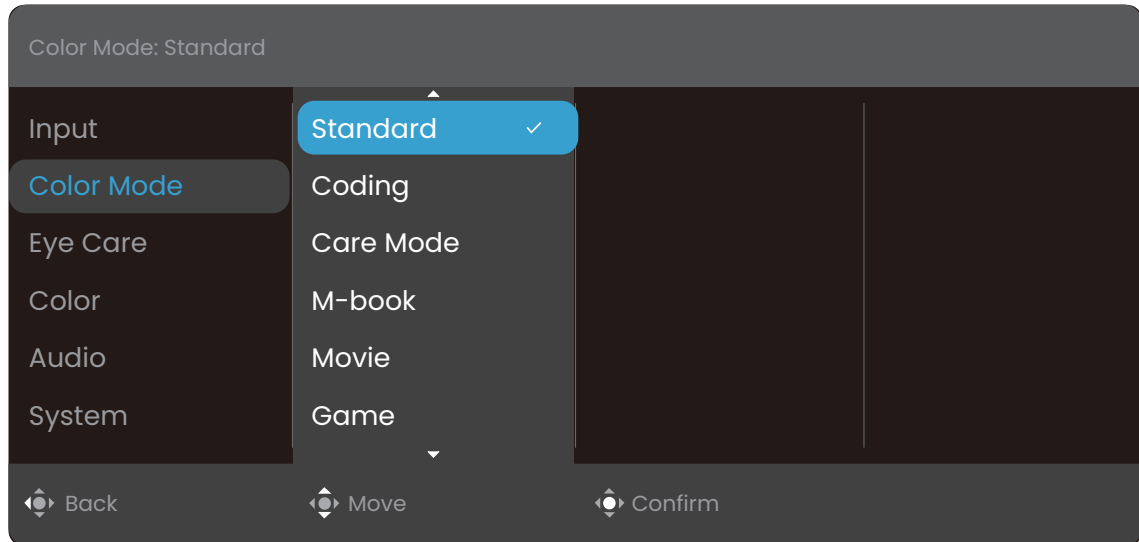 Color Mode: Standard
Input
Color Mode
Eye Care
Color
Audio
System
Standard
Coding
Care Mode
M-book
Movie
Game
Back
Move
Confirm